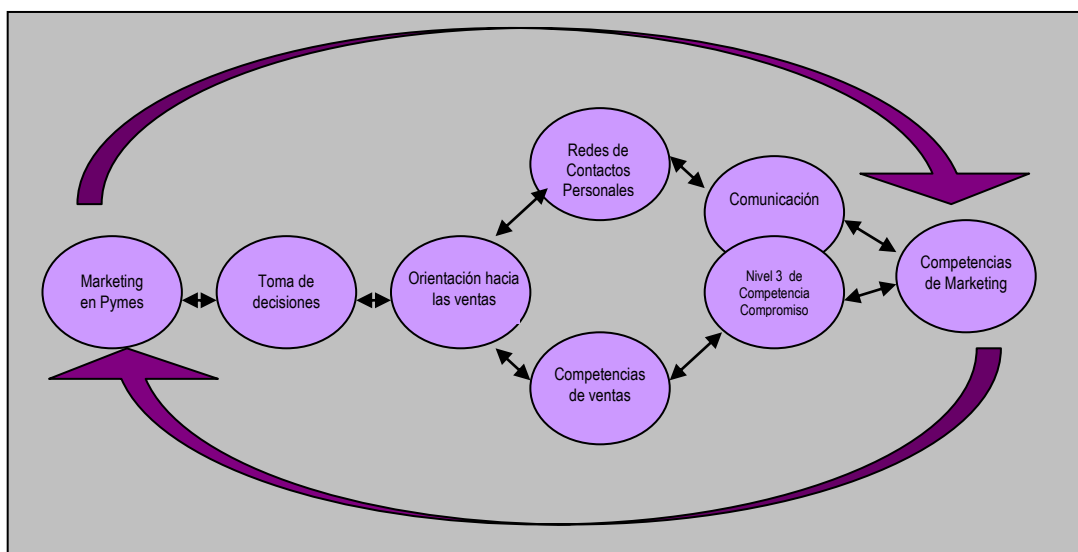 Marketing
en Pymes
Toma de
decisiones
Orientación hacia
las ventas
Redes de
Contactos
Personales
Competencias
de ventas
Comunicación
Nivel 3 de
Competencia
Compromiso
Competencias
de Marketing